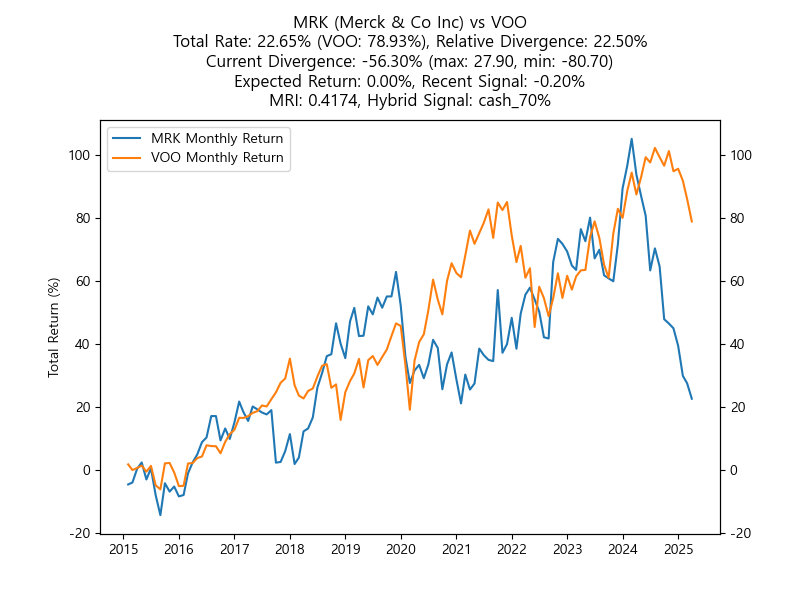 MRK (Merck & Co Inc) vs VOO
Total Rate: 22.65% (VOO: 78.93%), Relative Divergence: 22.50%
Current Divergence: -56.30% (max: 27.90, min: -80.70)
Expected Return: 0.00%, Recent Signal: -0.20%
MRI: 0.4174, Hybrid Signal: cash_70%
MRK Monthly Return
VOO Monthly Return
Total Return (%)
100 100
80 80
60 60
40 40
20 20
0 0
-20 -20
2015 2016 2017 2018 2019 2020 2021 2022 2023 2024 2025